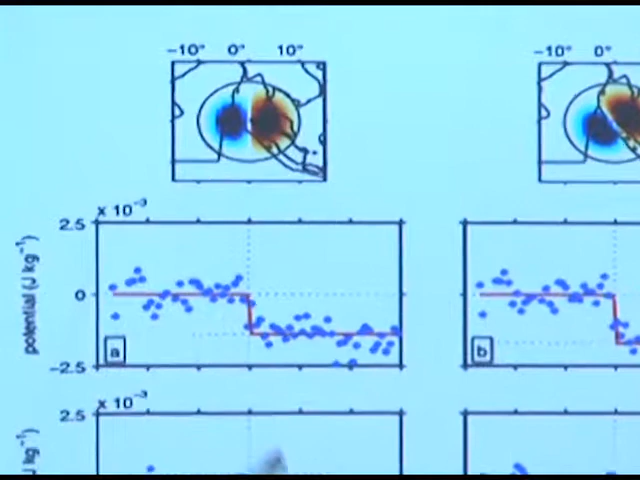 −10° 0° 10°
−10° 0°
x 10⁻³
2.5
0
−2.5
potential (J kg⁻¹)
a
b
x 10⁻³
2.5
J kg⁻¹)